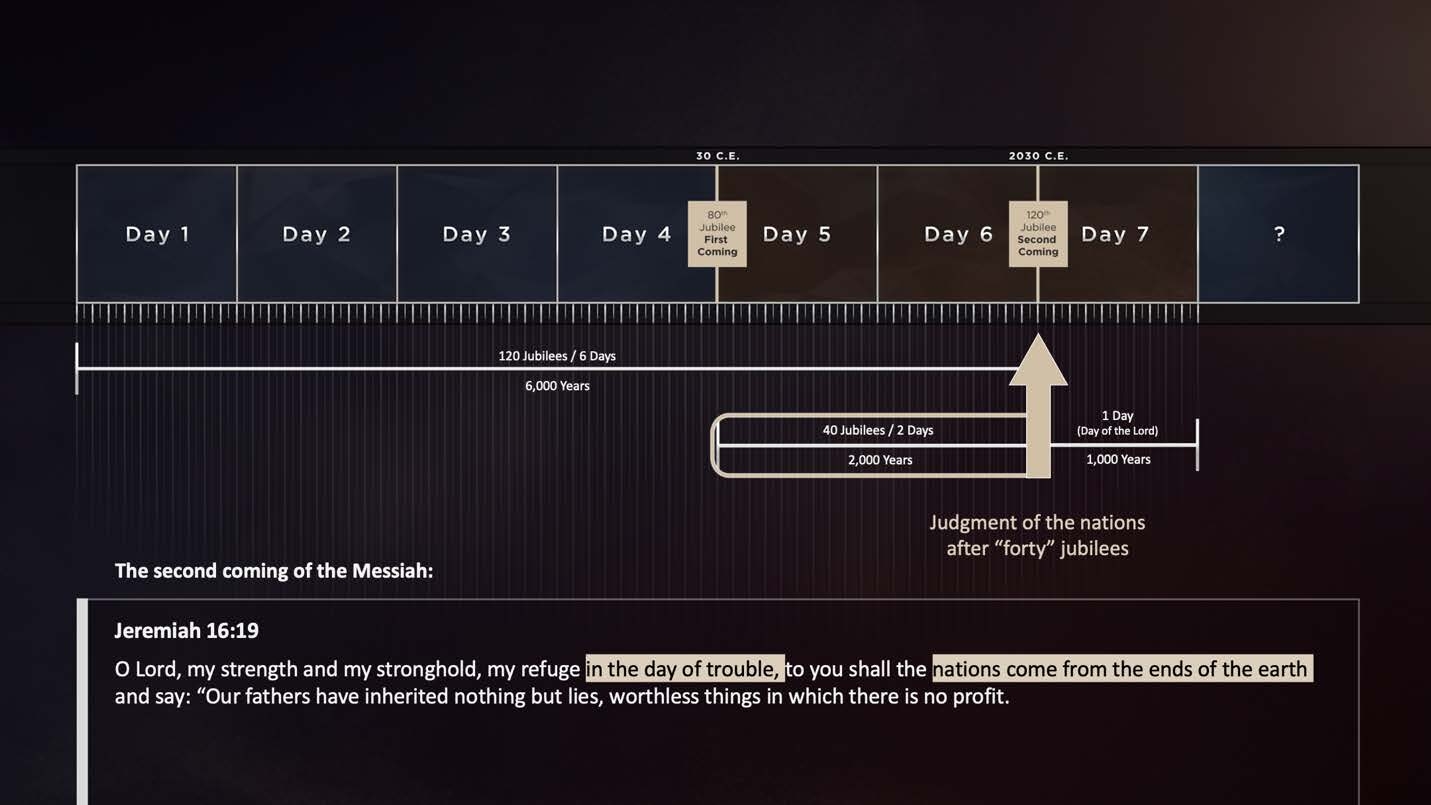 30 C.E.
2030 C.E.
Day 1
Day 2
Day 3
Day 4
80th
Jubilee
First
Coming
Day 5
Day 6
120th
Jubilee
Second
Coming
Day 7
?
120 Jubilees / 6 Days
6,000 Years
40 Jubilees / 2 Days
2,000 Years
1 Day
(Day of the Lord)
1,000 Years
Judgment of the nations
after “forty” jubilees
The second coming of the Messiah:
Jeremiah 16:19
O Lord, my strength and my stronghold, my refuge in the day of trouble, to you shall the nations come from the ends of the earth
and say: “Our fathers have inherited nothing but lies, worthless things in which there is no profit.